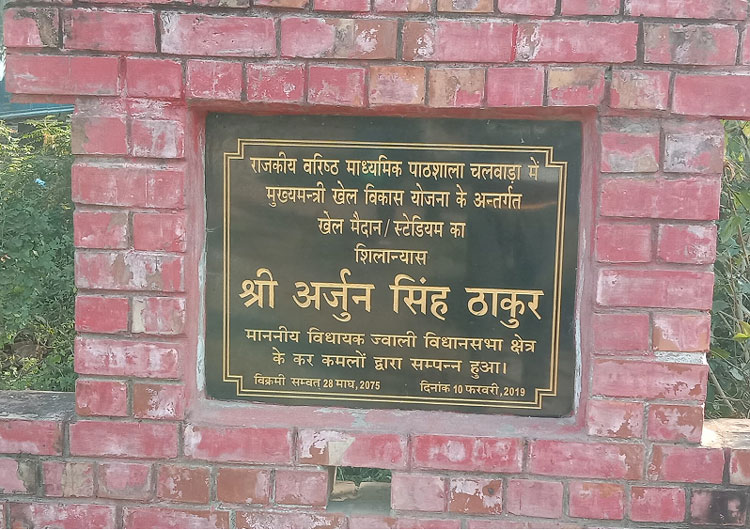 राजकीय वरिष्ठ माध्यमिक पाठशाला चलवाड़ा में
मुख्यमन्त्री खेल विकास योजना के अन्तर्गत
खेल मैदान/स्टेडियम का
शिलान्यास
श्री अर्जुन सिंह ठाकुर
माननीय विधायक ज्वाली विधानसभा क्षेत्र
के कर कमलों द्वारा सम्पन्न हुआ।
विक्रमी सम्वत 28 माघ, 2075 दिनांक 10 फरवरी, 2019